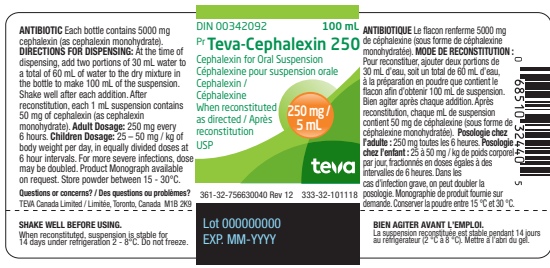 ANTIBIOTIC Each bottle contains 5000 mg
cephalexin (as cephalexin monohydrate).
DIRECTIONS FOR DISPENSING: At the time of
dispensing, add two portions of 30 mL water to
a total of 60 mL of water to the dry mixture in
the bottle to make 100 mL of the suspension.
Shake well after each addition. After
reconstitution, each 1 mL suspension contains
50 mg of cephalexin (as cephalexin
monohydrate). Adult Dosage: 250 mg every
6 hours. Children Dosage: 25 – 50 mg / kg of
body weight per day, in equally divided doses at
6 hour intervals. For more severe infections, dose
may be doubled. Product Monograph available
on request. Store powder between 15 - 30°C.
Questions or concerns? / Des questions ou problèmes?
TEVA Canada Limited / Limitée, Toronto, Canada M1B 2K9
SHAKE WELL BEFORE USING.
When reconstituted, suspension is stable for
14 days under refrigeration 2 - 8°C. Do not freeze.
DIN 00342092 100 mL
Pr Teva-Cephalexin 250
Cephalexin for Oral Suspension
Céphalexine pour suspension orale
Cephalexin /
Céphalexine
When reconstituted
as directed / Après
reconstitution
USP
250 mg /
5 mL
teva
361-32-756630040 Rev 12 333-32-101118
Lot 000000000
EXP. MM-YYYY
ANTIBIOTIQUE Le flacon renferme 5000 mg
de céphalexine (sous forme de céphalexine
monohydratée). MODE DE RECONSTITUTION :
Pour reconstituer, ajouter deux portions de
30 mL d'eau, soit un total de 60 mL d'eau,
à la préparation en poudre que contient le
flacon afin d'obtenir 100 mL de suspension.
Bien agiter après chaque addition. Après
reconstitution, chaque mL de suspension
contient 50 mg de céphalexine (sous forme de
céphalexine monohydratée). Posologie chez
l'adulte : 250 mg toutes les 6 heures. Posologie
chez l'enfant : 25 à 50 mg / kg de poids corporel
par jour, fractionnés en doses égales à des
intervalles de 6 heures. Dans les
cas d'infection grave, on peut doubler la
posologie. Monographie de produit fournie sur
demande. Conserver la poudre entre 15 °C et 30 °C.
BIEN AGITER AVANT L'EMPLOI.
La suspension reconstituée est stable pendant 14 jours
au réfrigérateur (2 °C à 8 °C). Mettre à l'abri du gel.
0 68510 32440 5